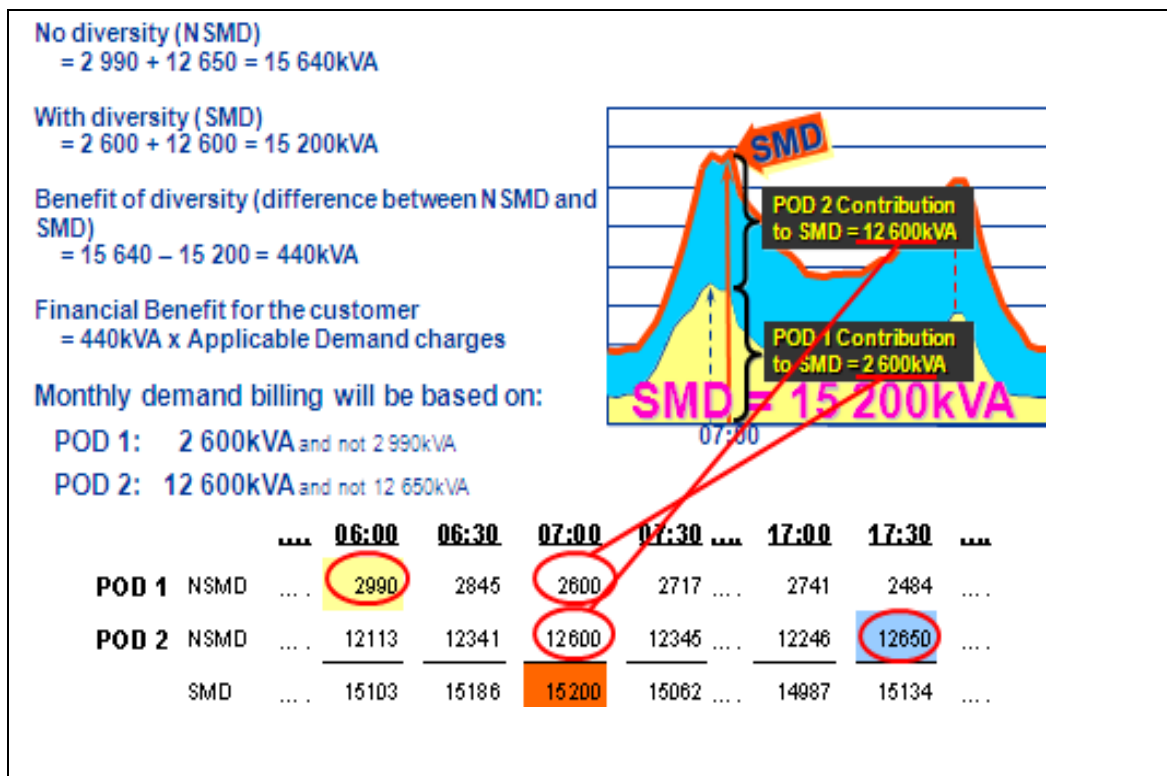 No diversity (NSMD)
= 2 990 + 12 650 = 15 640kVA
With diversity (SMD)
= 2 600 + 12 600 = 15 200kVA
Benefit of diversity (difference between NSMD and
SMD)
= 15 640 – 15 200 = 440kVA
Financial Benefit for the customer
= 440kVA x Applicable Demand charges
Monthly demand billing will be based on:
POD 1: 2 600kVA and not 2 990kVA
POD 2: 12 600kVA and not 12 650kVA
SMD
POD 2 Contribution
to SMD = 12 600kVA
POD 1 Contribution
to SMD = 2 600kVA
SMD = 15 200kVA
07:00
.... 06:00 06:30 07:00 07:30 .... 17:00 17:30 ....
POD 1 NSMD .... 2990 2845 2600 2717 .... 2741 2484 ....
POD 2 NSMD .... 12113 12341 12600 12345 .... 12246 12650 ....
SMD .... 15103 15186 15200 15062 .... 14987 15134 ....